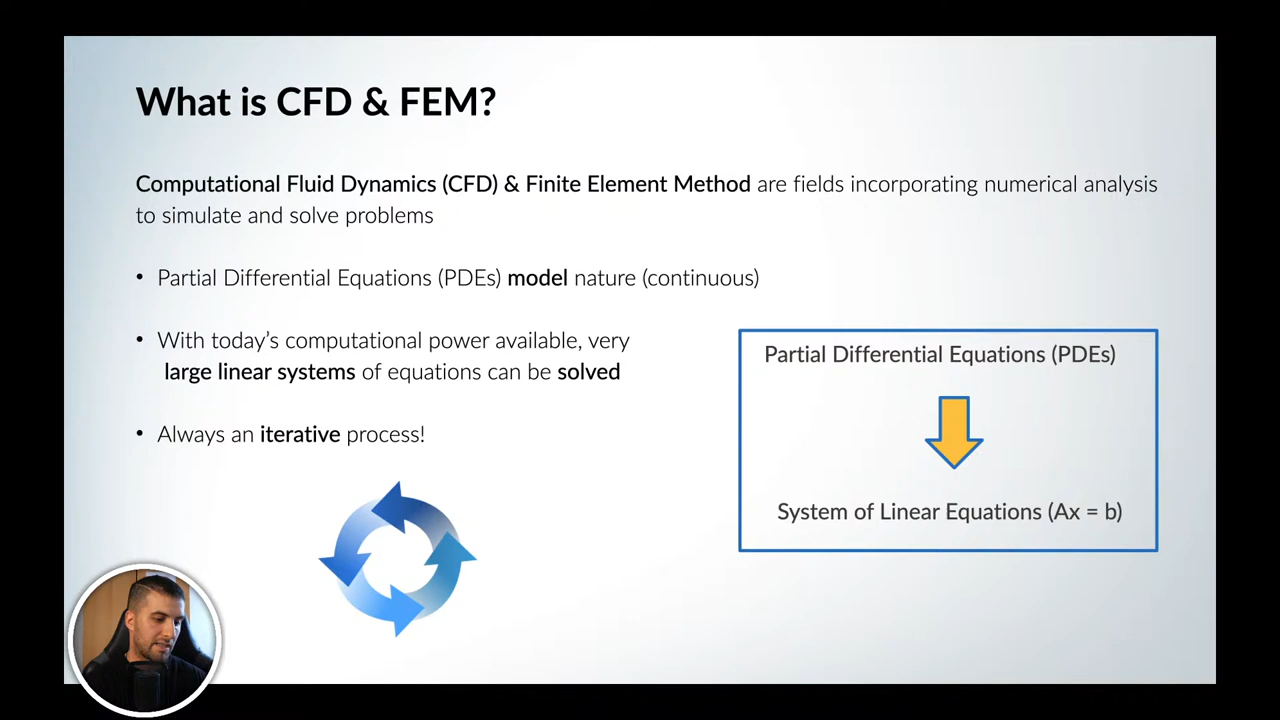 What is CFD & FEM?
Computational Fluid Dynamics (CFD) & Finite Element Method are fields incorporating numerical analysis
to simulate and solve problems
• Partial Differential Equations (PDEs) model nature (continuous)
• With today’s computational power available, very
large linear systems of equations can be solved
• Always an iterative process!
Partial Differential Equations (PDEs)
System of Linear Equations (Ax = b)